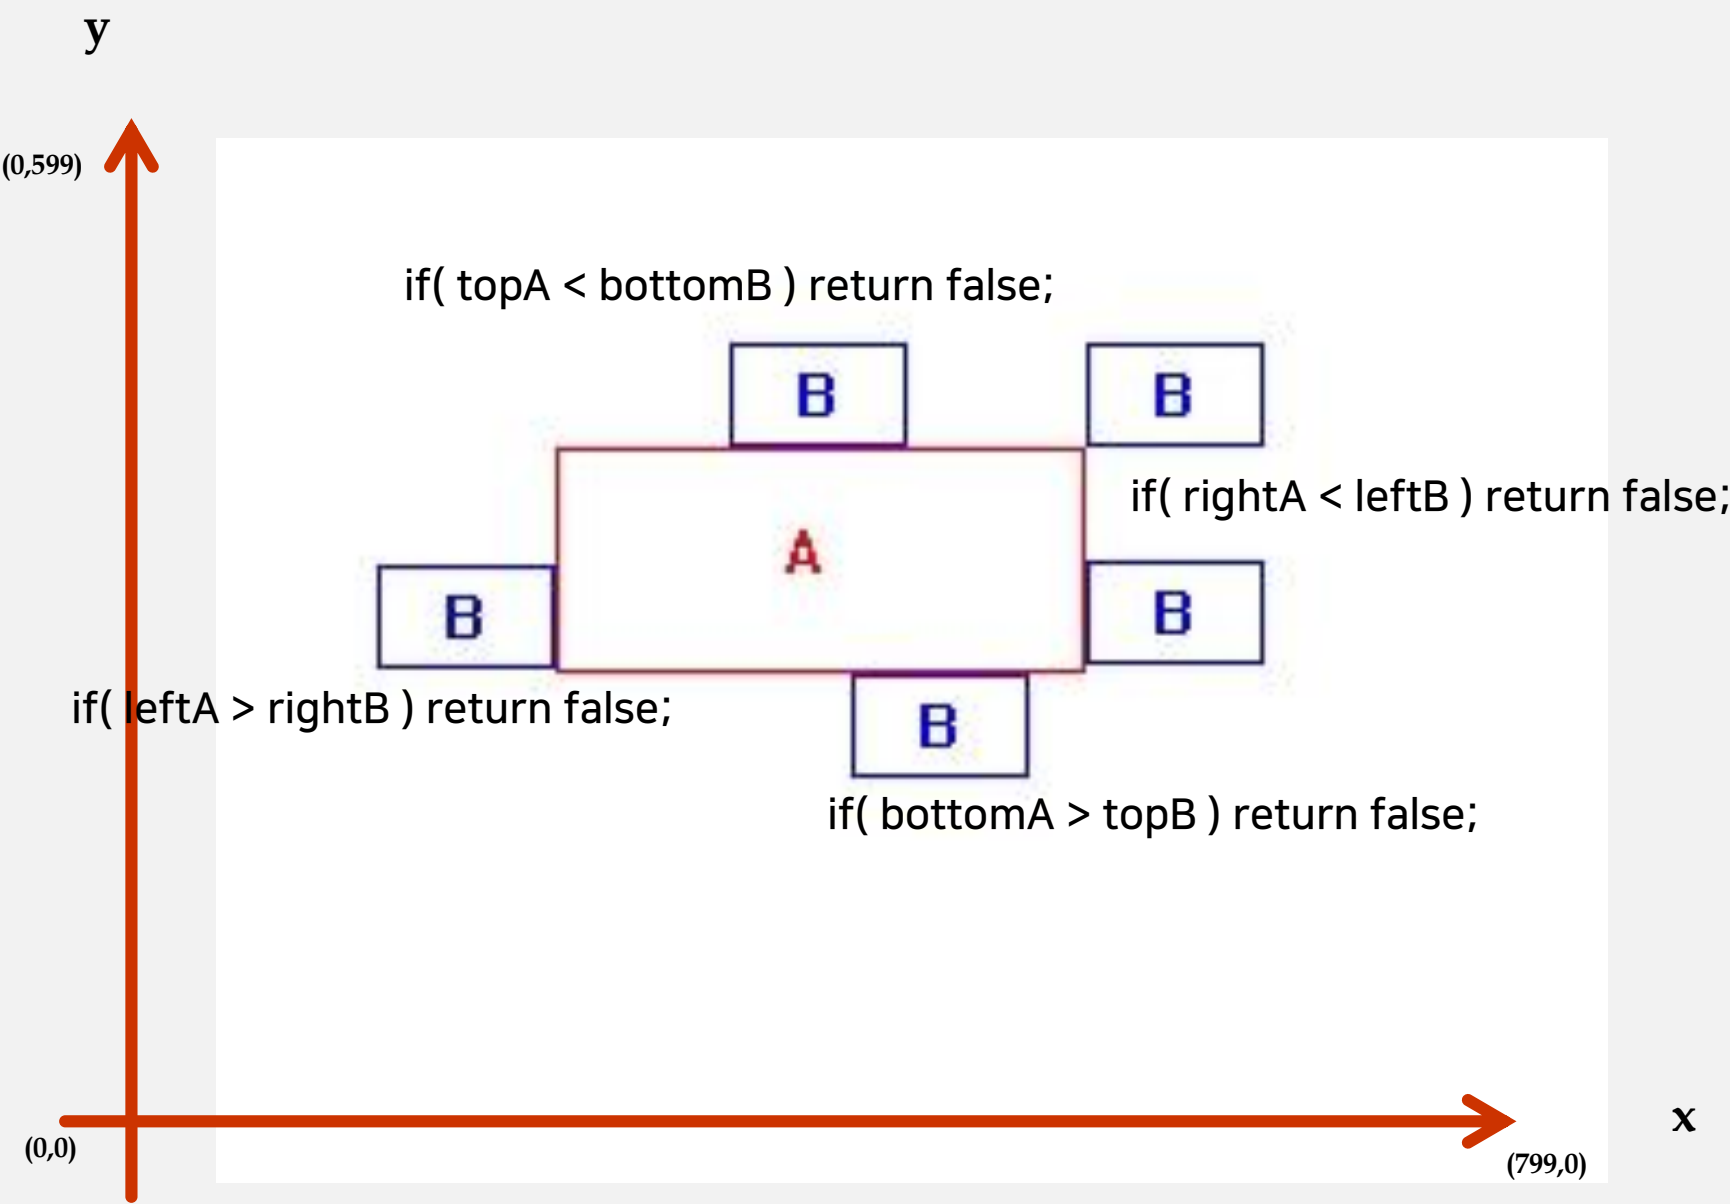 y
(0,599)
if( topA < bottomB ) return false;
B
B
if( rightA < leftB ) return false;
A
B
B
if( leftA > rightB ) return false;
B
if( bottomA > topB ) return false;
x
(0,0)
(799,0)